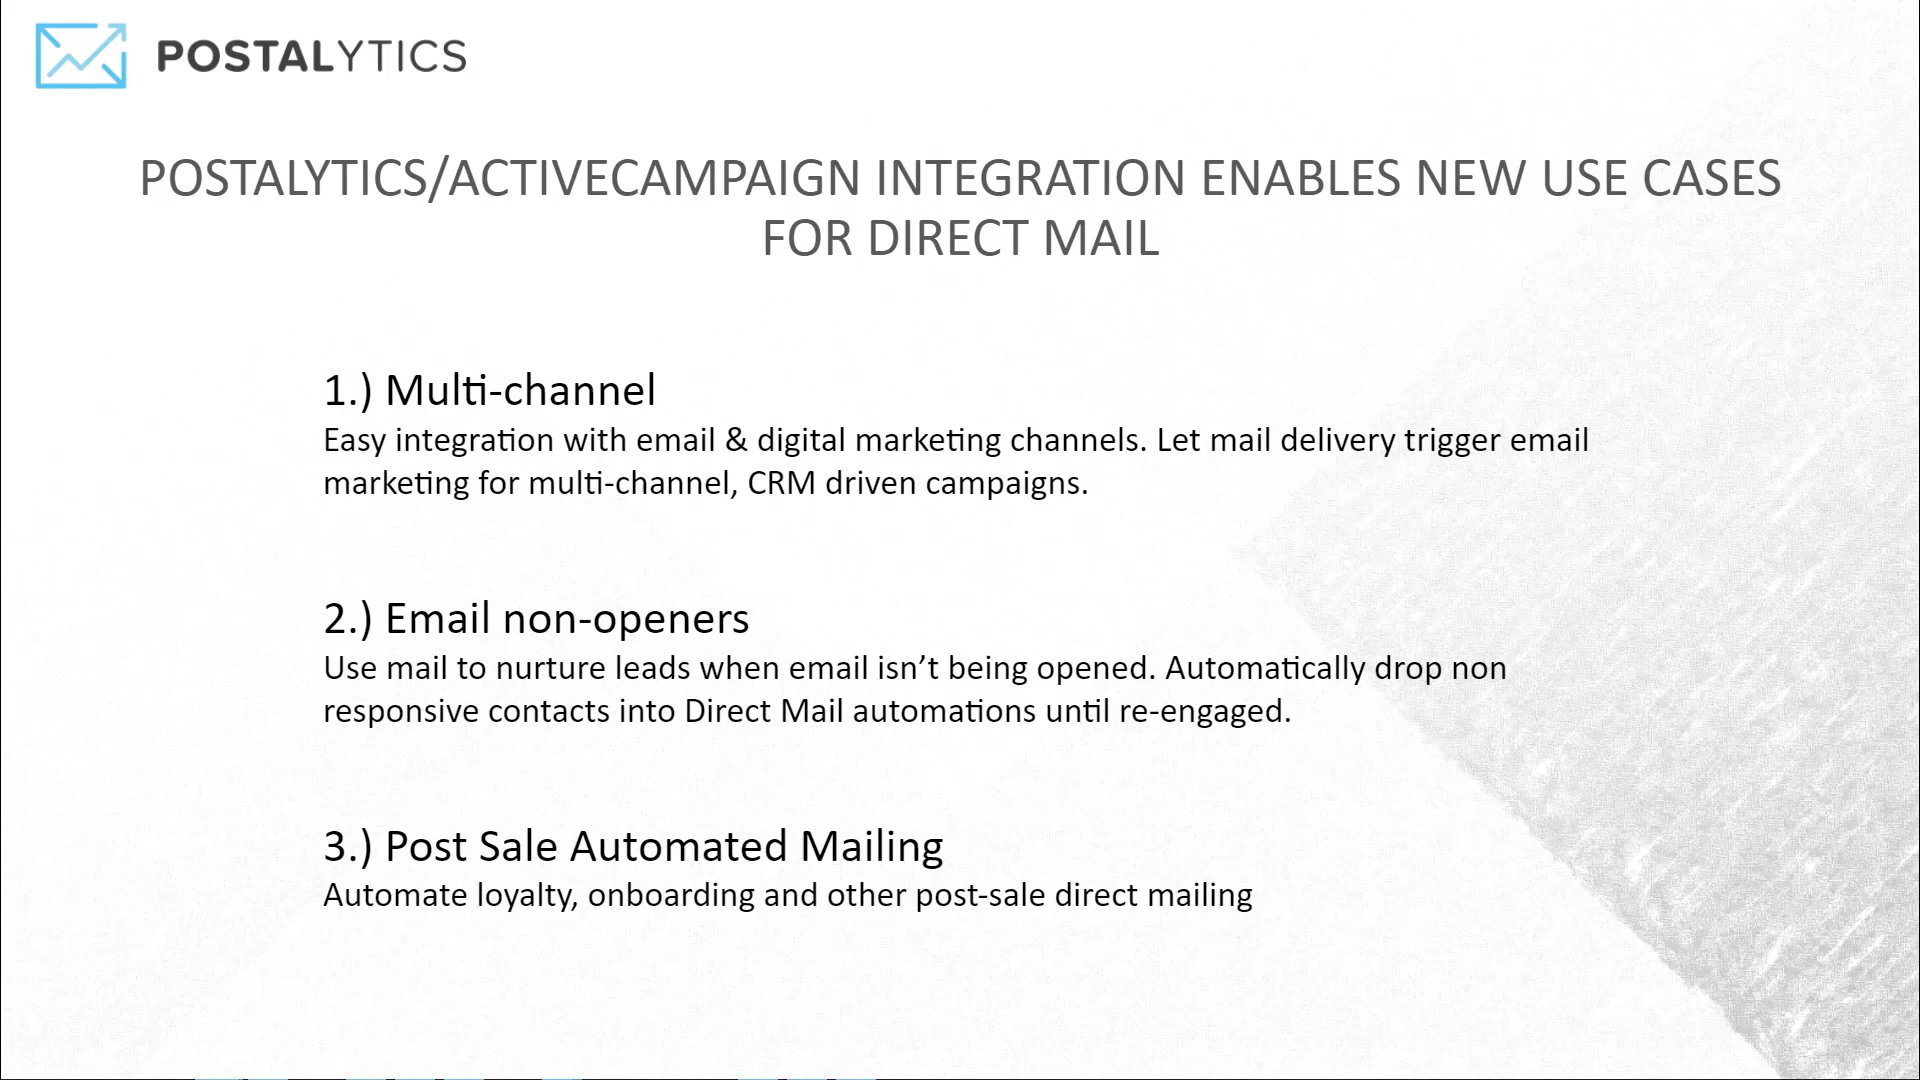 POSTALYTICS
POSTALYTICS/ACTIVECAMPAIGN INTEGRATION ENABLES NEW USE CASES
FOR DIRECT MAIL
1.) Multi-channel
Easy integration with email & digital marketing channels. Let mail delivery trigger email
marketing for multi-channel, CRM driven campaigns.
2.) Email non-openers
Use mail to nurture leads when email isn’t being opened. Automatically drop non
responsive contacts into Direct Mail automations until re-engaged.
3.) Post Sale Automated Mailing
Automate loyalty, onboarding and other post-sale direct mailing